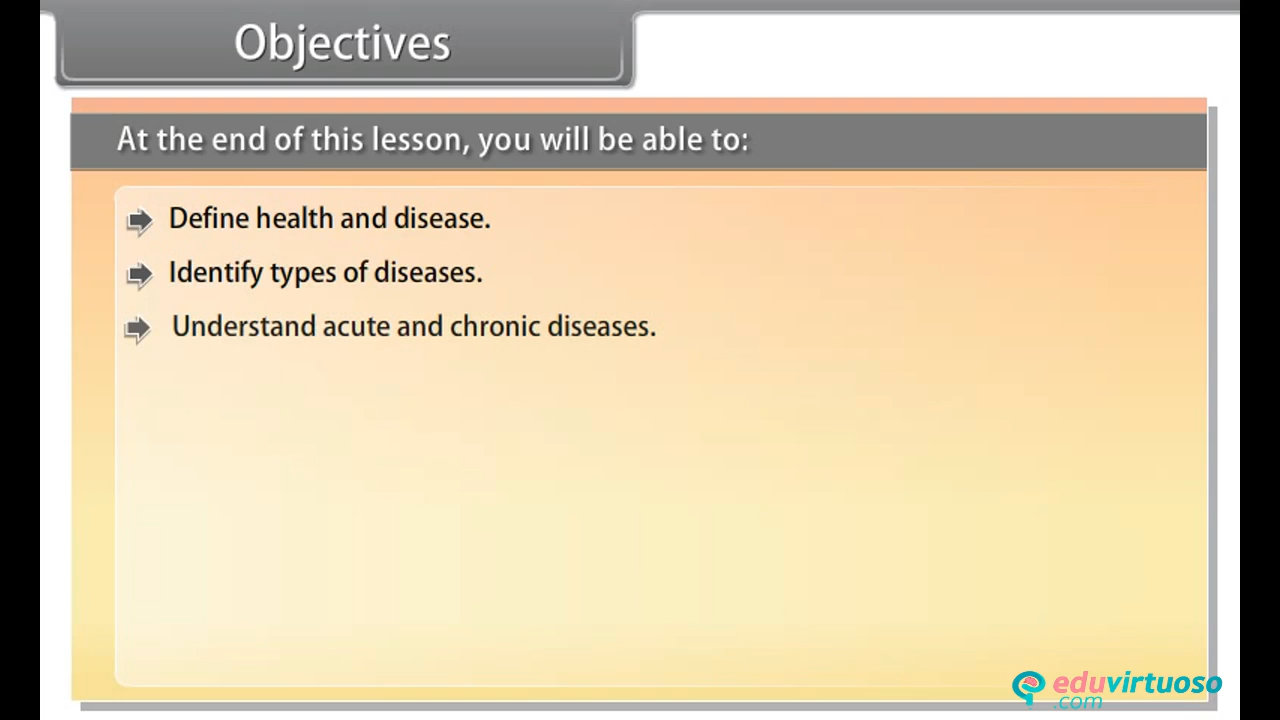 Objectives
At the end of this lesson, you will be able to:
Define health and disease.
Identify types of diseases.
Understand acute and chronic diseases.
eduvirtuoso
.com